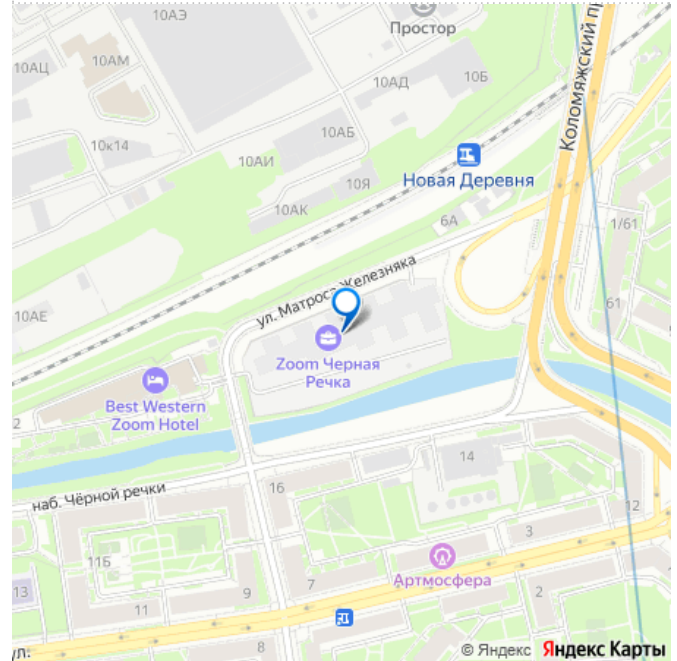 10АЭ
Простор
10АЦ
10АМ
10АД
10Б
Коломяжский пр
10к14
10АБ
10АИ
10Я
10АК
Новая Деревня
6А
1/61
ул. Матроса Железняка
10АЕ
61
Zoom Черная
Речка
Best Western
Zoom Hotel
2
наб. Чёрной речки
16
14
12
11Б
3
Артмосфера
13
11
9
7
2
8
ул:
© Яндекс Яндекс Карты